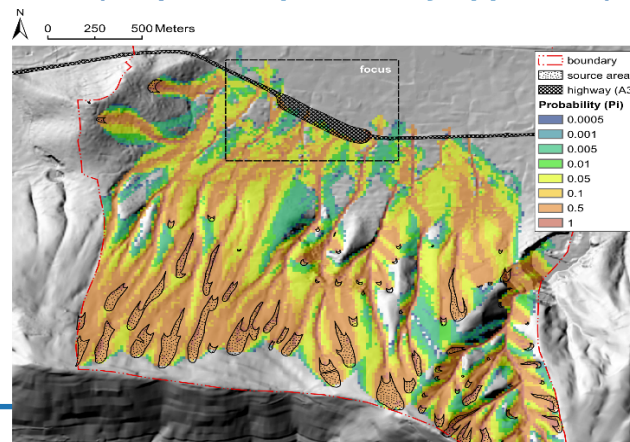 N
0 250 500 Meters
focus
boundary
source area
highway (A3
Probability (Pi)
0.0005
0.001
0.005
0.01
0.05
0.1
0.5
1